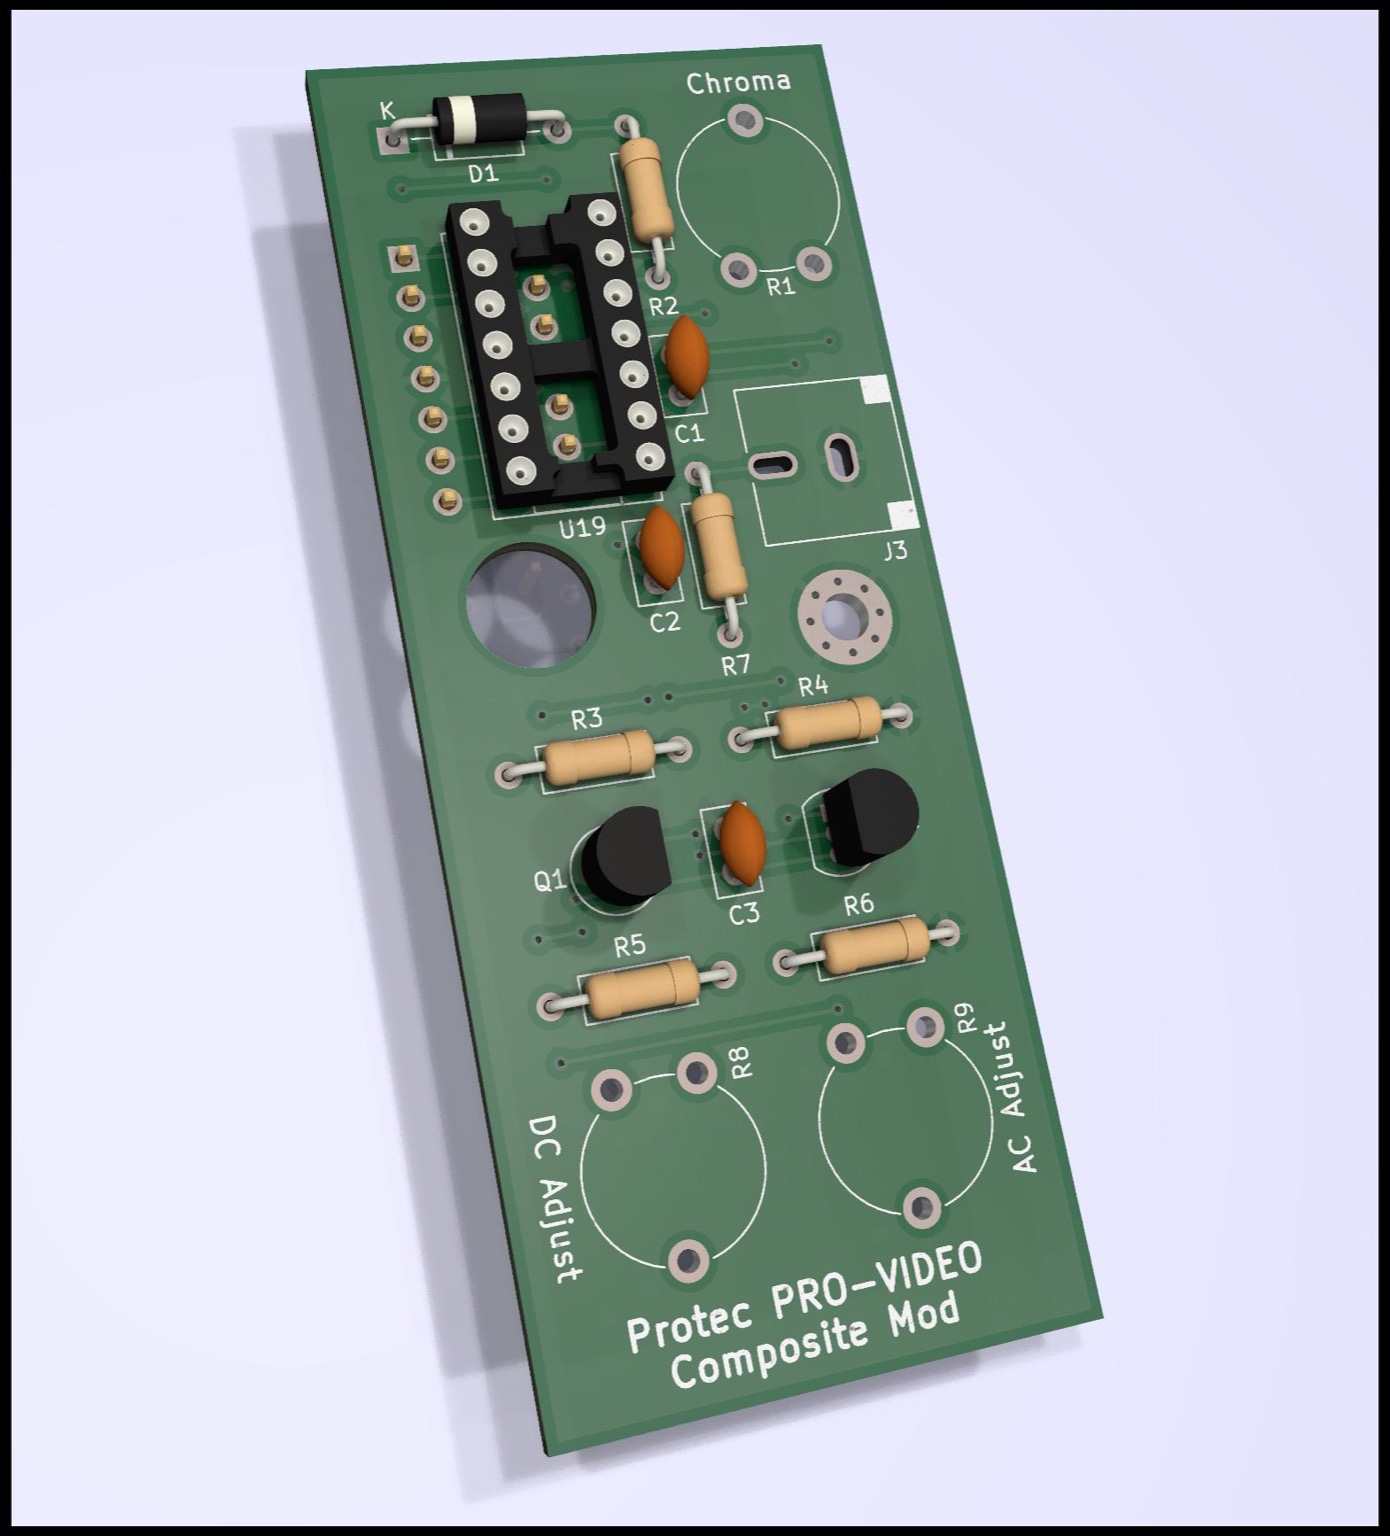 Chroma
K
D1
R1
R2
C1
U19
J3
C2
R7
R4
R3
Q1
C3
R6
R5
R9
R8
DC Adjust
AC Adjust
Protec PRO-VIDEO
Composite Mod